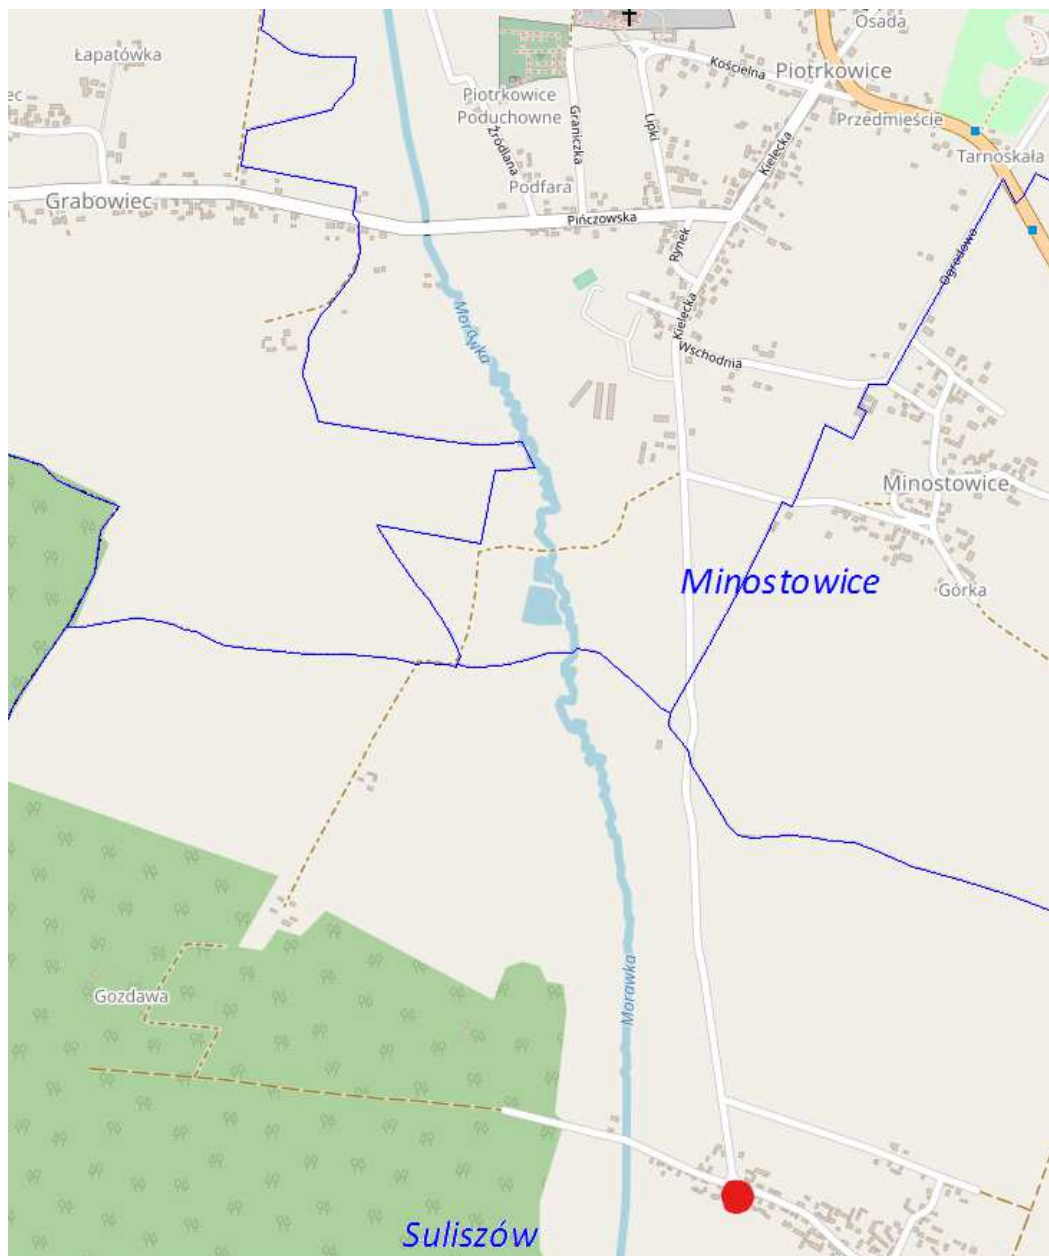 Osada
Łapatówka
Kościelna
Piotrkowice
ec
Piotrkowice
Poduchowne
Przedmieście
Graniczka
Lipki
Źródlana
Kielecka
Tarnoskała
Podfara
Grabowiec
Pińczowska
Rynek
Ogrodowa
Morawka
Kielecka
Wschodnia
Minostowice
Minostowice
Górka
Morawka
Gozdawa
Suliszów